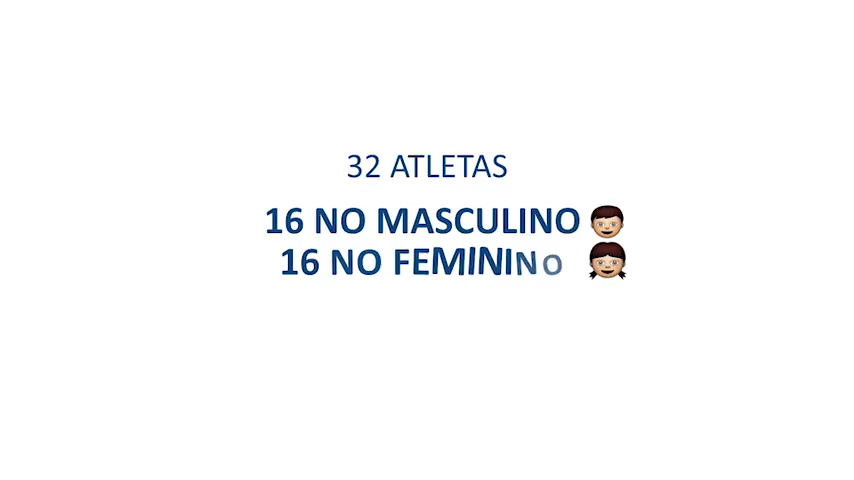 32 ATLETAS
16 NO MASCULINO
16 NO FEMININO